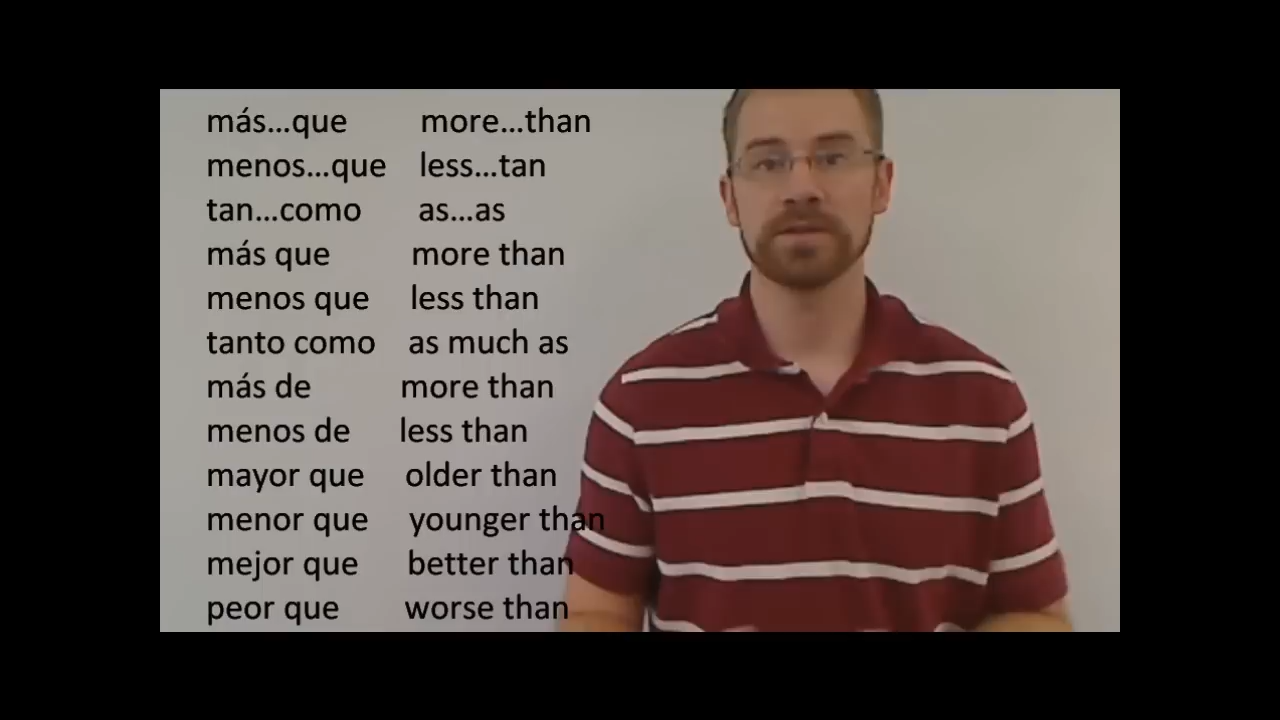 más...que more...than
menos...que less...tan
tan...como as...as
más que more than
menos que less than
tanto como as much as
más de more than
menos de less than
mayor que older than
menor que younger than
mejor que better than
peor que worse than